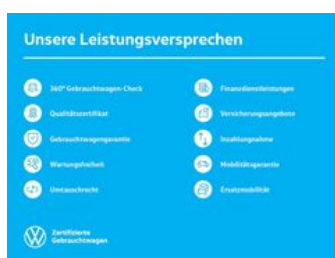 Unsere Leistungsversprechen
360° Gebrauchtwagen-Check
Qualitätszertifikat
Gebrauchtwagengarantie
Wartungsfreiheit
Umtauschrecht
Finanzdienstleistungen
Versicherungsangebote
Inzahlungnahme
Mobilitätsgarantie
Ersatzmobilität
Zertifizierte
Gebrauchtwagen